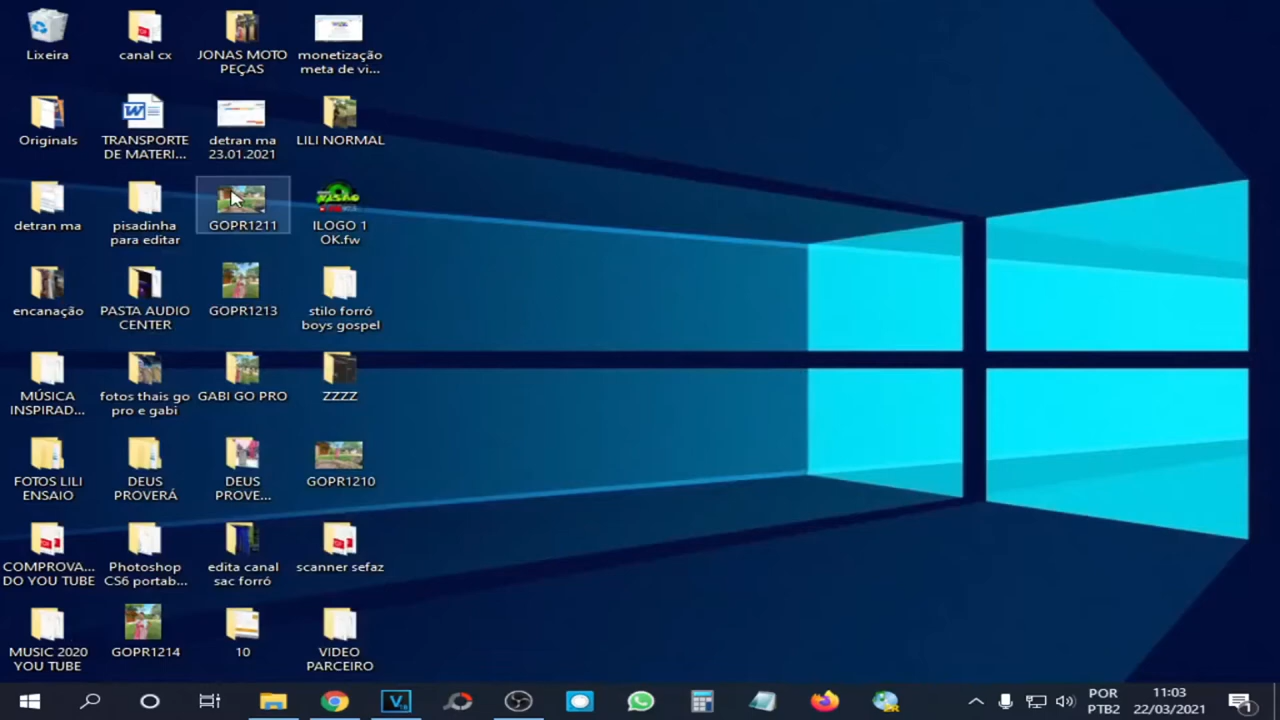 Lixeira
canal cx
JONAS MOTO
PEÇAS
monetização
meta de vi...
Originals
TRANSPORTE
DE MATERI...
detran ma
23.01.2021
LILI NORMAL
detran ma
pisadinha
para editar
GOPR1211
ILOGO 1
OK.fw
encanação
PASTA AUDIO
CENTER
GOPR1213
stilo forró
boys gospel
MÚSICA
INSPIRAD...
fotos thais go
pro e gabi
GABI GO PRO
ZZZZ
FOTOS LILI
ENSAIO
DEUS
PROVERÁ
DEUS
PROVE...
GOPR1210
COMPROVA...
DO YOU TUBE
Photoshop
CS6 portab...
edita canal
sac forró
scanner sefaz
MUSIC 2020
YOU TUBE
GOPR1214
10
VIDEO
PARCEIRO
POR
PTB2
11:03
22/03/2021
1